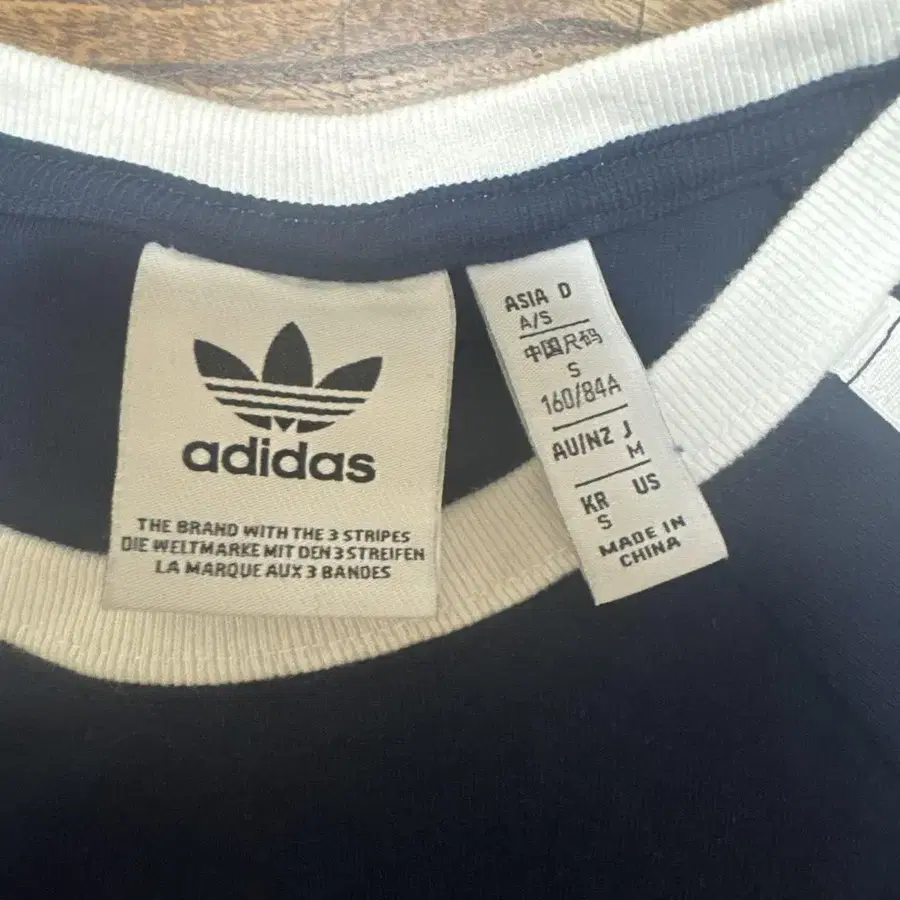 adidas
THE BRAND WITH THE 3 STRIPES
DIE WELTMARKE MIT DEN 3 STREIFEN
LA MARQUE AUX 3 BANDES
ASIA D
A/S
中国尺码
S
160/84A
AU/NZ J
M
KR US
S
MADE IN
CHINA